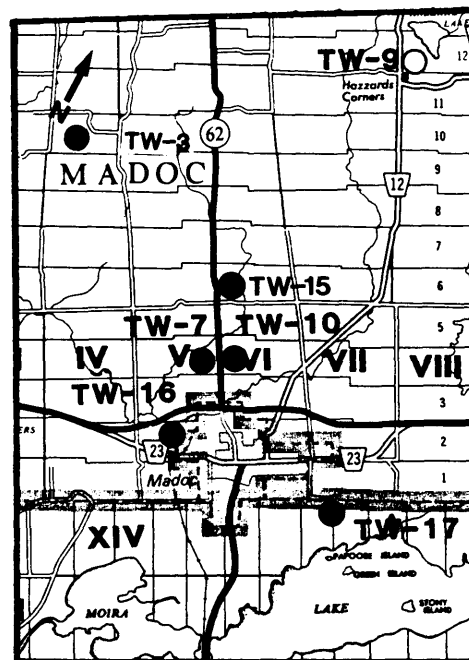 LAKE
TW-9
12
Hazzards
Corners
11
N
10
TW-3
62
MADOC
9
12
8
7
6
TW-15
5
TW-7 TW-10
IV V VI VII VIII
TW-16
3
2
23 23
Madoc
1
XIV
TW-17
PAPOOSE ISLAND
GREEN ISLAND
MOIRA LAKE
STONY
ISLAND